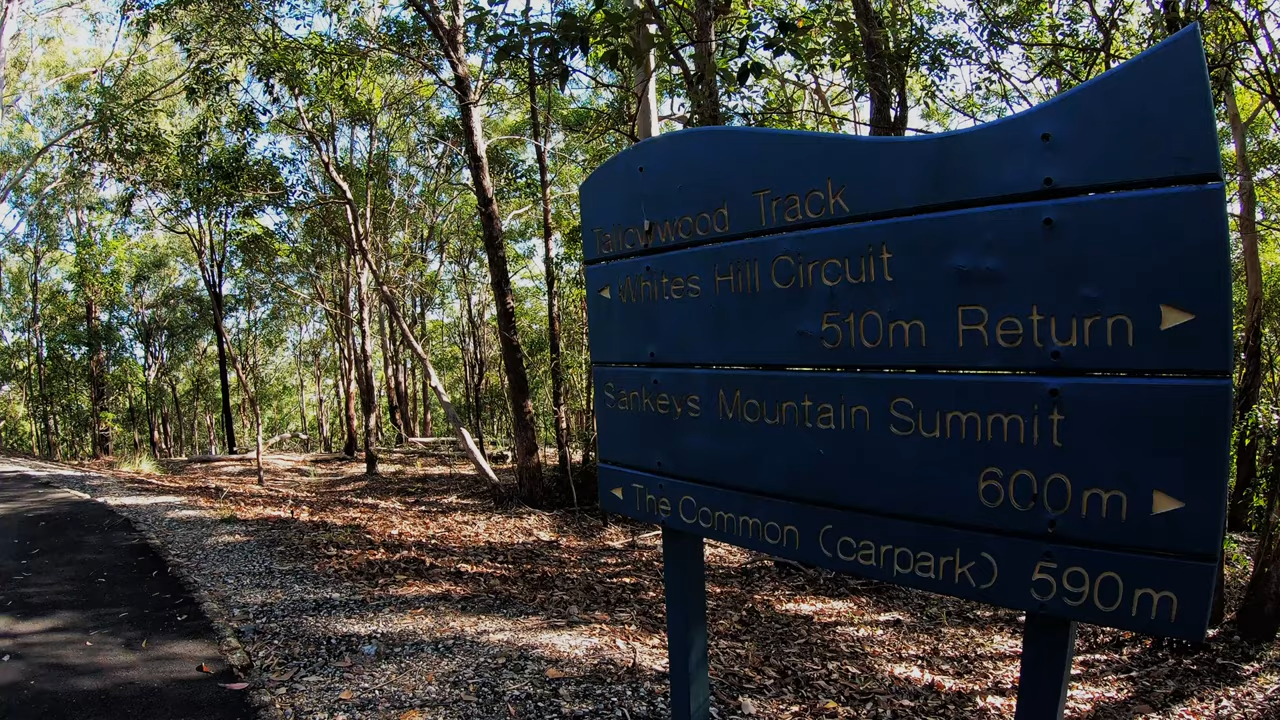 Tallowwood Track
◄ Whites Hill Circuit
510m Return ►
Sankeys Mountain Summit
600m ►
◄ The Common (carpark) 590m